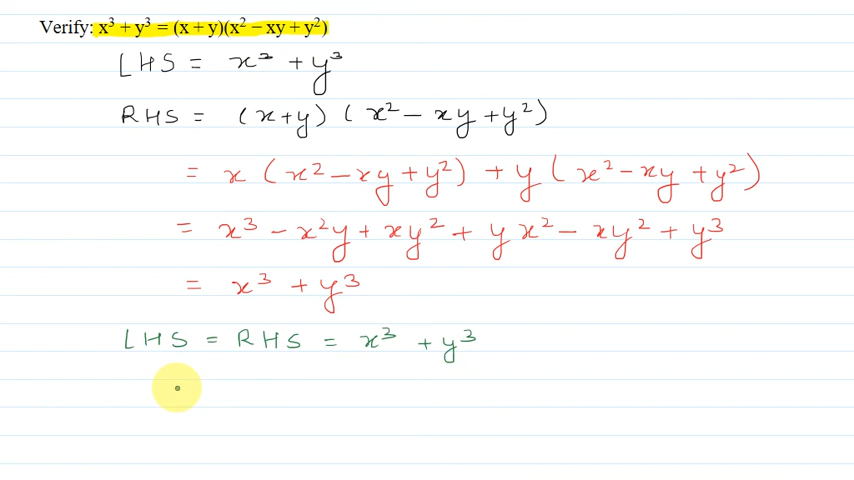 Verify: x³ + y³ = (x + y)(x² − xy + y²)
LHS = x³ + y³
RHS = (x+y) (x² − xy + y²)
= x (x² − xy + y²) + y (x² − xy + y²)
= x³ − x²y + xy² + yx² − xy² + y³
= x³ + y³
LHS = RHS = x³ + y³